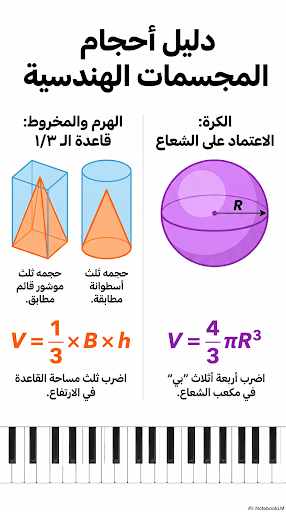 دليل أحجام
المجسمات الهندسية
الهرم والمخروط:
قاعدة الـ ١/٣
حجمه ثلث
موشور قائم
مطابق.
حجمه ثلث
أسطوانة
مطابقة.
V = 1/3 × B × h
اضرب ثلث مساحة القاعدة
في الارتفاع.
الكرة:
الاعتماد على الشعاع
R
V = 4/3 πR³
اضرب أربعة أثلاث "بي"
في مكعب الشعاع.
NotebookLM